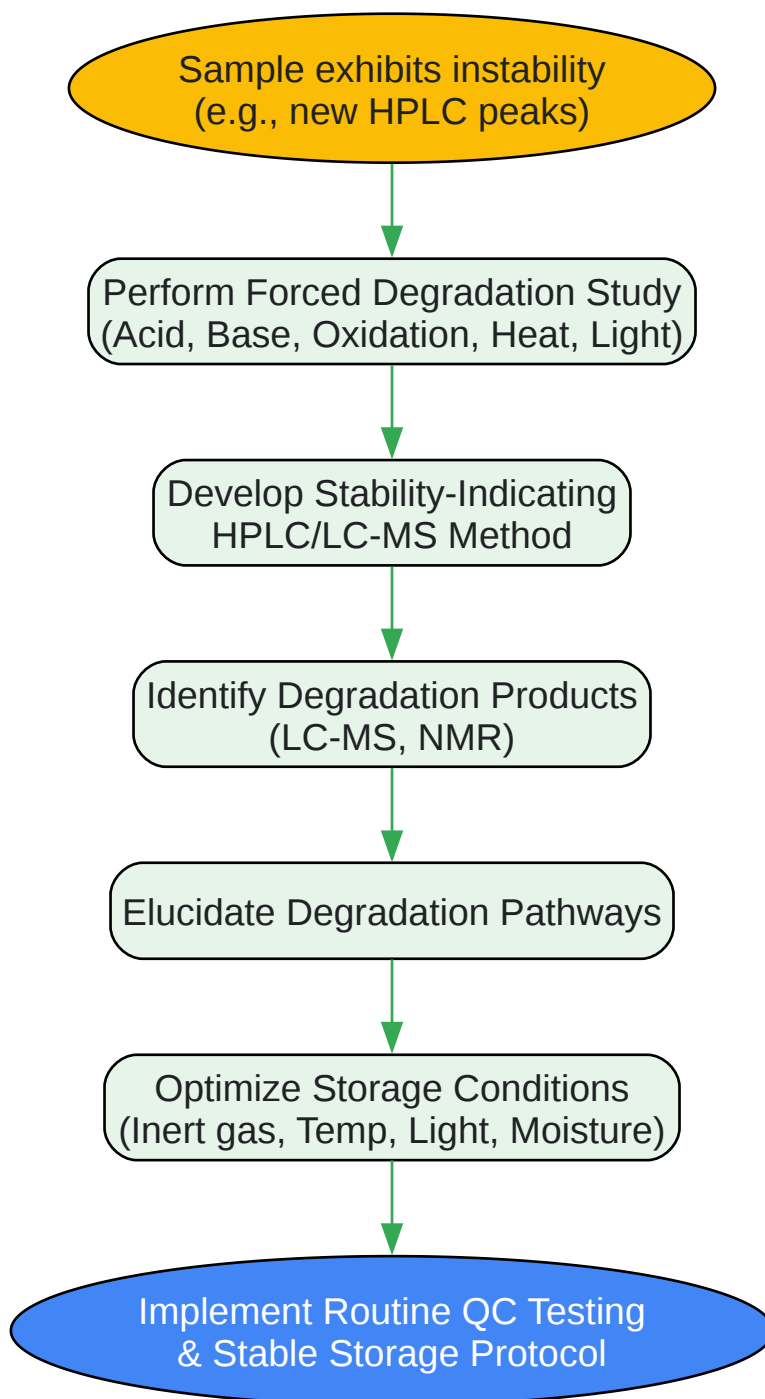 Sample exhibits instability
(e.g., new HPLC peaks)
Perform Forced Degradation Study
(Acid, Base, Oxidation, Heat, Light)
Develop Stability-Indicating
HPLC/LC-MS Method
Identify Degradation Products
(LC-MS, NMR)
Elucidate Degradation Pathways
Optimize Storage Conditions
(Inert gas, Temp, Light, Moisture)
Implement Routine QC Testing
& Stable Storage Protocol